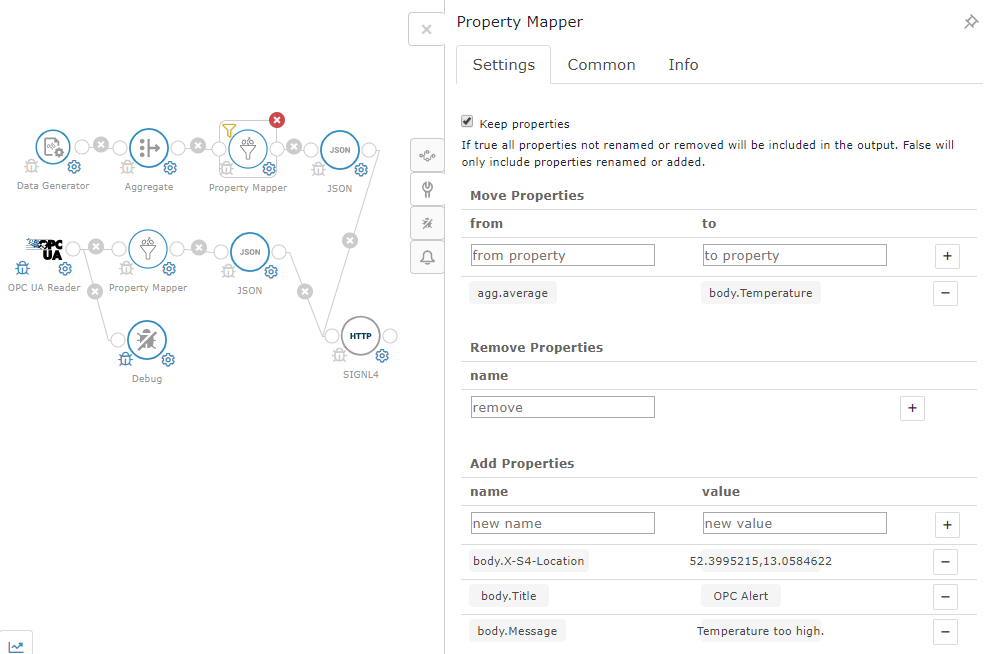 Property Mapper
Settings Common Info
Keep properties
If true all properties not renamed or removed will be included in the output. False will
only include properties renamed or added.
Move Properties
from to
from property to property +
agg.average body.Temperature −
Remove Properties
name
remove +
Add Properties
name value
new name new value +
body.X-S4-Location 52.3995215,13.0584622 −
body.Title OPC Alert −
body.Message Temperature too high. −
JSON
Data Generator Aggregate Property Mapper JSON
OPC
UA
JSON
OPC UA Reader Property Mapper JSON
HTTP
Debug SIGNL4